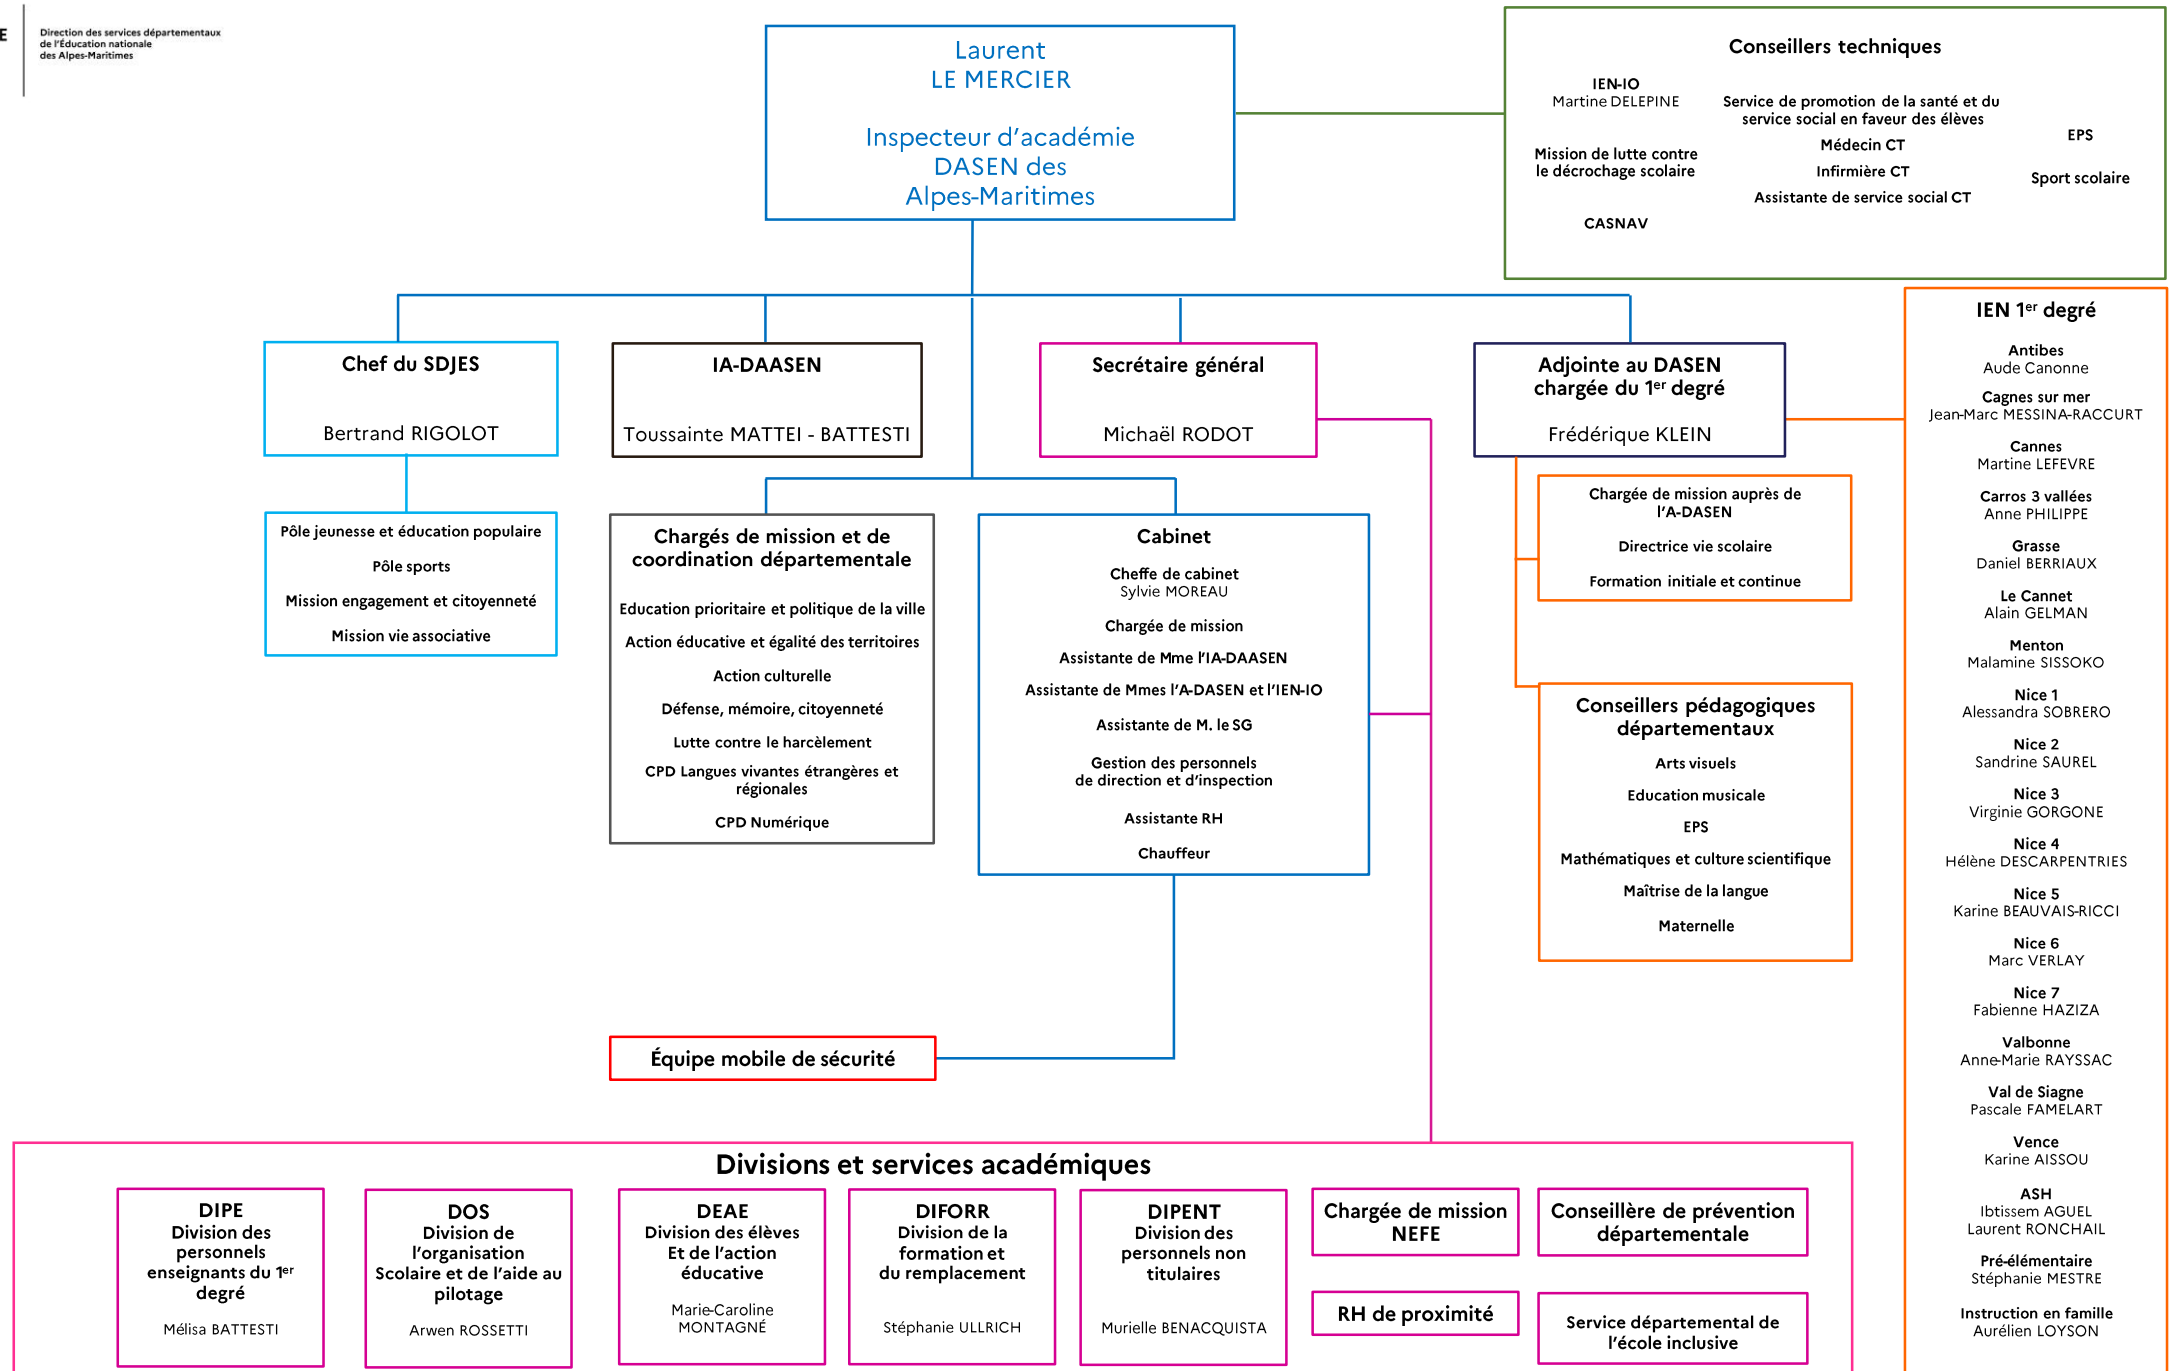 E
Direction des services départementaux
de l'Éducation nationale
des Alpes-Maritimes
Laurent
LE MERCIER
Inspecteur d'académie
DASEN des
Alpes-Maritimes
Conseillers techniques
IEN-IO
Martine DELEPINE
Mission de lutte contre
le décrochage scolaire
CASNAV
Service de promotion de la santé et du
service social en faveur des élèves
Médecin CT
Infirmière CT
Assistante de service social CT
EPS
Sport scolaire
Chef du SDJES
Bertrand RIGOLOT
IA-DAASEN
Toussainte MATTEI - BATTESTI
Secrétaire général
Michaël RODOT
Adjointe au DASEN
chargée du 1er degré
Frédérique KLEIN
Pôle jeunesse et éducation populaire
Pôle sports
Mission engagement et citoyenneté
Mission vie associative
Chargés de mission et de
coordination départementale
Education prioritaire et politique de la ville
Action éducative et égalité des territoires
Action culturelle
Défense, mémoire, citoyenneté
Lutte contre le harcèlement
CPD Langues vivantes étrangères et
régionales
CPD Numérique
Cabinet
Cheffe de cabinet
Sylvie MOREAU
Chargée de mission
Assistante de Mme l'IA-DAASEN
Assistante de Mmes l'A-DASEN et l'IEN-IO
Assistante de M. le SG
Gestion des personnels
de direction et d'inspection
Assistante RH
Chauffeur
Chargée de mission auprès de
l'A-DASEN
Directrice vie scolaire
Formation initiale et continue
Conseillers pédagogiques
départementaux
Arts visuels
Education musicale
EPS
Mathématiques et culture scientifique
Maîtrise de la langue
Maternelle
IEN 1er degré
Antibes
Aude Canonne
Cagnes sur mer
Jean-Marc MESSINA-RACCURT
Cannes
Martine LEFEVRE
Carros 3 vallées
Anne PHILIPPE
Grasse
Daniel BERRIAUX
Le Cannet
Alain GELMAN
Menton
Malamine SISSOKO
Nice 1
Alessandra SOBRERO
Nice 2
Sandrine SAUREL
Nice 3
Virginie GORGONE
Nice 4
Hélène DESCARPENTRIES
Nice 5
Karine BEAUVAIS-RICCI
Nice 6
Marc VERLAY
Nice 7
Fabienne HAZIZA
Valbonne
Anne-Marie RAYSSAC
Val de Siagne
Pascale FAMELART
Vence
Karine AISSOU
ASH
Ibtissem AGUEL
Laurent RONCHAIL
Pré-élémentaire
Stéphanie MESTRE
Instruction en famille
Aurélien LOYSON
Équipe mobile de sécurité
Divisions et services académiques
DIPE
Division des
personnels
enseignants du 1er
degré
Mélisa BATTESTI
DOS
Division de
l'organisation
Scolaire et de l'aide au
pilotage
Arwen ROSSETTI
DEAE
Division des élèves
Et de l'action
éducative
Marie-Caroline
MONTAGNÉ
DIFORR
Division de la
formation et
du remplacement
Stéphanie ULLRICH
DIPENT
Division des
personnels non
titulaires
Murielle BENACQUISTA
Chargée de mission
NEFE
RH de proximité
Conseillère de prévention
départementale
Service départemental de
l'école inclusive